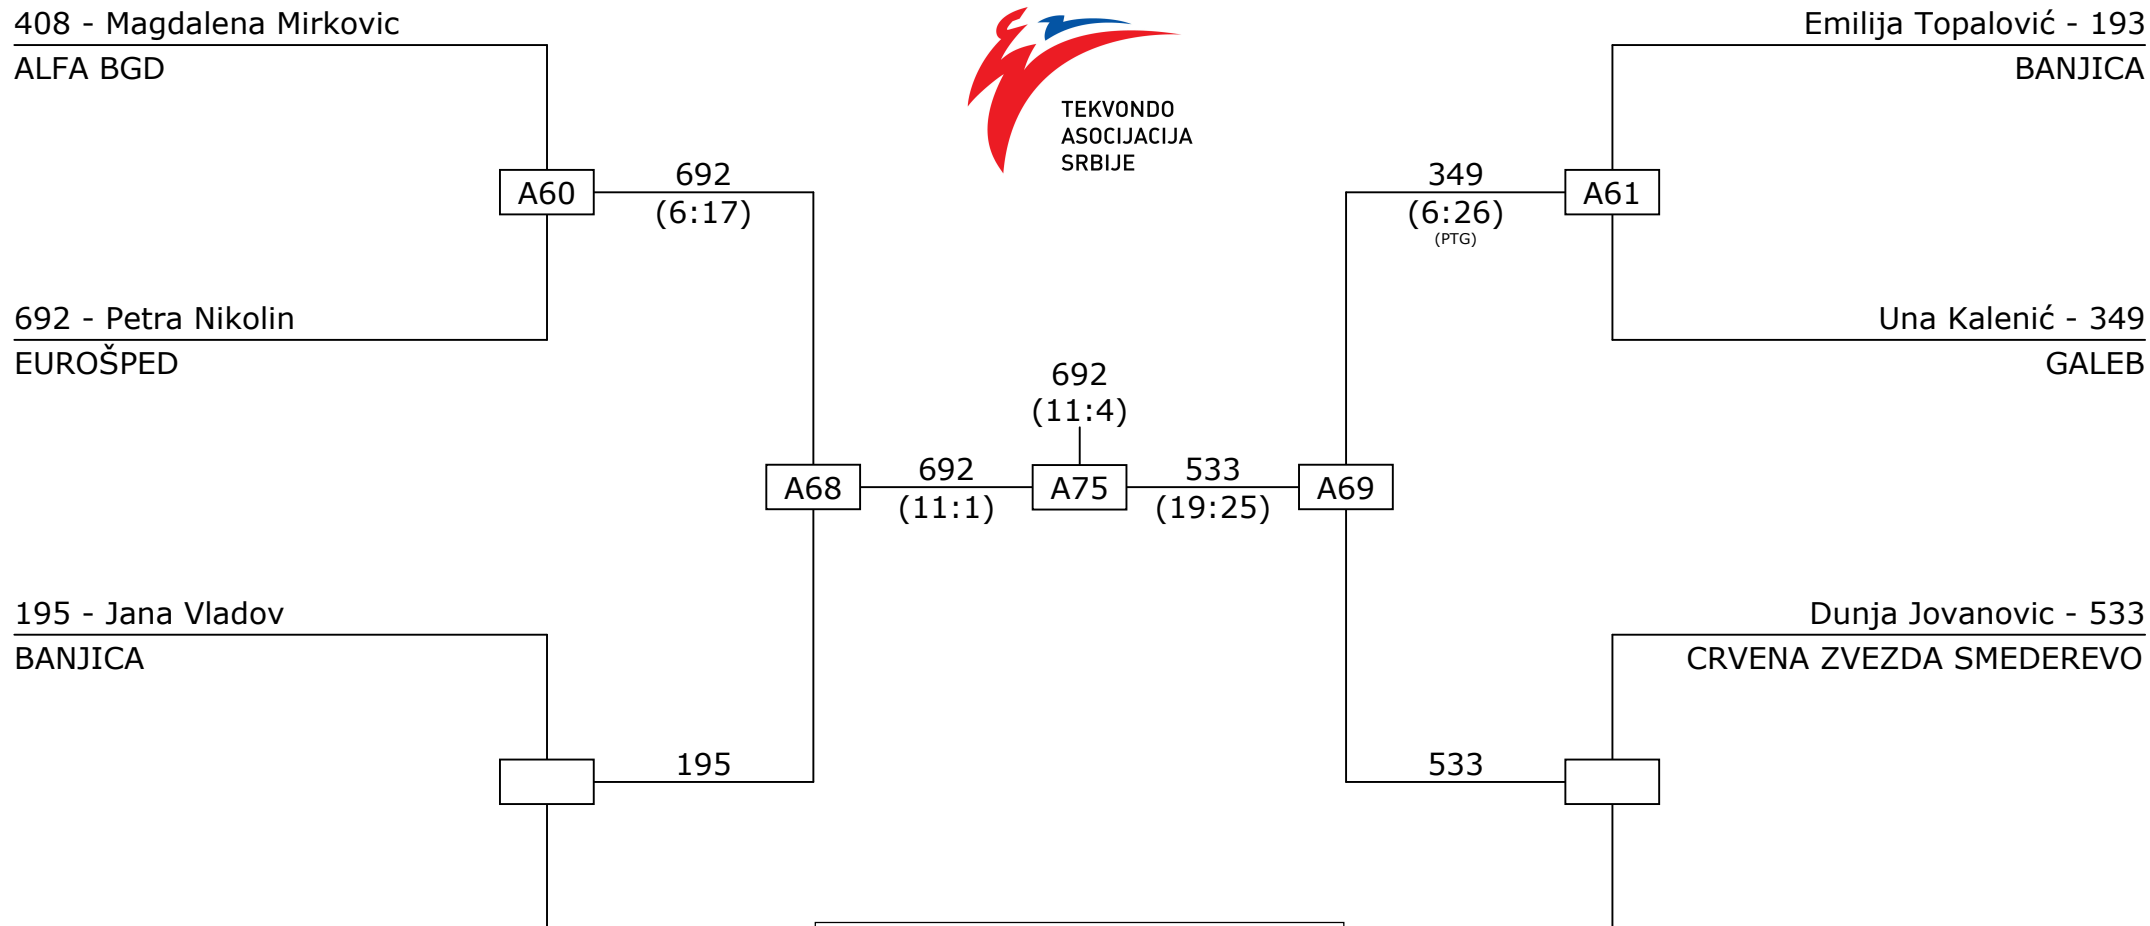 408 - Magdalena Mirkovic
ALFA BGD
Emilija Topalović - 193
BANJICA
TEKVONDO
ASOCIJACIJA
SRBIJE
A60
692
(6:17)
349
(6:26)
(PTG)
A61
692 - Petra Nikolin
EUROŠPED
Una Kalenić - 349
GALEB
692
(11:4)
A68
692
(11:1)
A75
533
(19:25)
A69
195 - Jana Vladov
BANJICA
Dunja Jovanovic - 533
CRVENA ZVEZDA SMEDEREVO
195
533